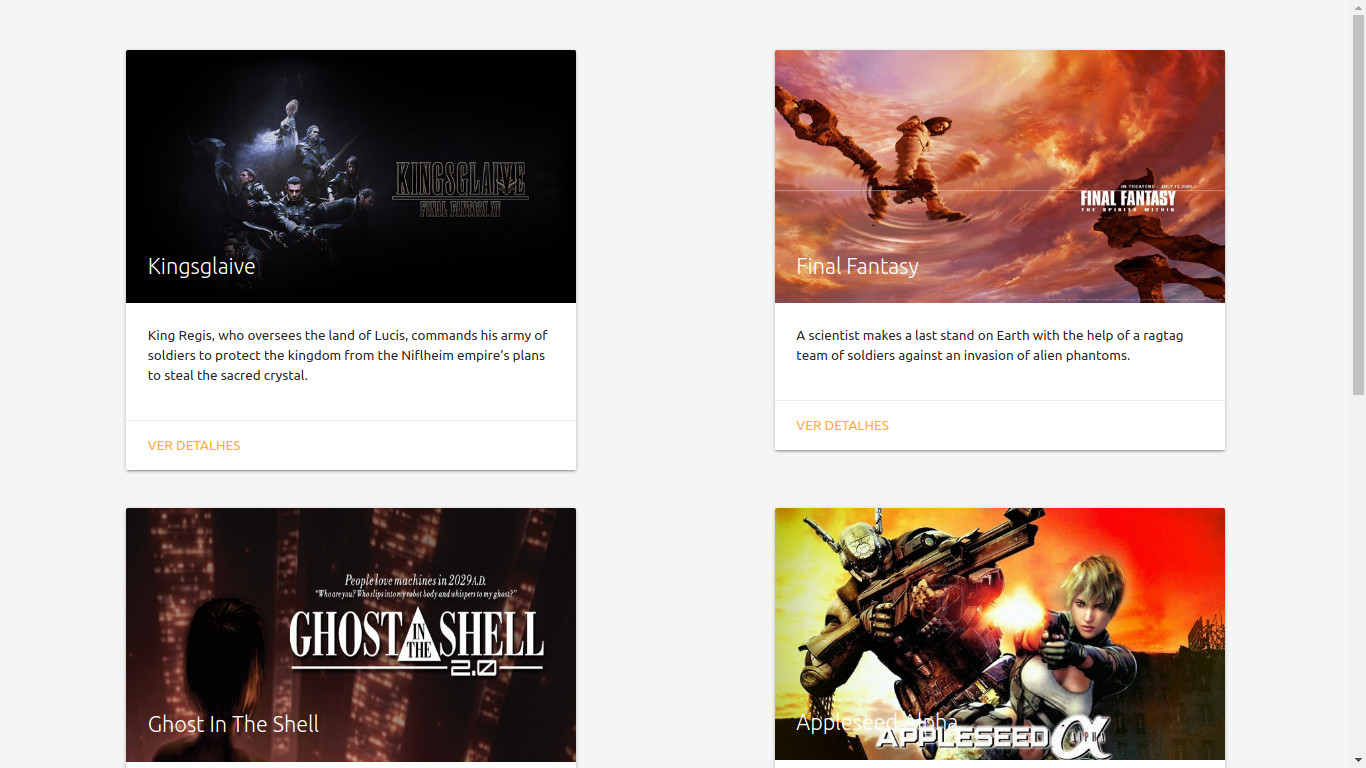 KINGSGLAIVE
FINAL FANTASY XV
Kingsglaive
King Regis, who oversees the land of Lucis, commands his army of
soldiers to protect the kingdom from the Niflheim empire's plans
to steal the sacred crystal.
VER DETALHES
IN THEATERS : JULY 13, 2001
FINAL FANTASY
THE SPIRITS WITHIN
Final Fantasy
A scientist makes a last stand on Earth with the help of a ragtag
team of soldiers against an invasion of alien phantoms.
VER DETALHES
People love machines in 2029 A.D.
"Who are you? Who slips into my robot body and whispers to my ghost?"
GHOST IN THE SHELL
2.0
Ghost In The Shell
Appleseed Alpha
APPLESEED α
ALPHA